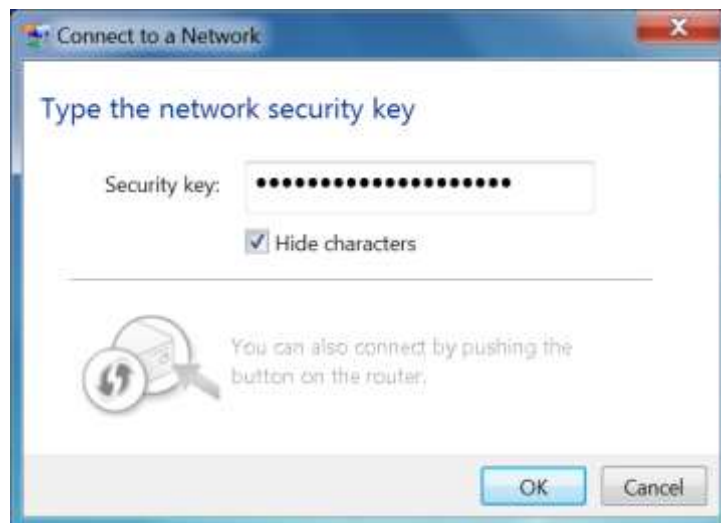 Connect to a Network
Type the network security key
Security key: ••••••••••••••••••••
Hide characters
You can also connect by pushing the
button on the router.
OK Cancel